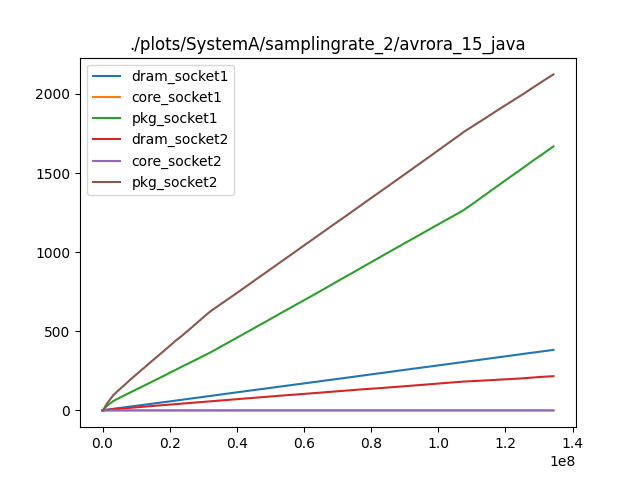 ./plots/SystemA/samplingrate_2/avrora_15_java
dram_socket1
core_socket1
pkg_socket1
dram_socket2
core_socket2
pkg_socket2
2000
1500
1000
500
0
0.0 0.2 0.4 0.6 0.8 1.0 1.2 1.4
1e8